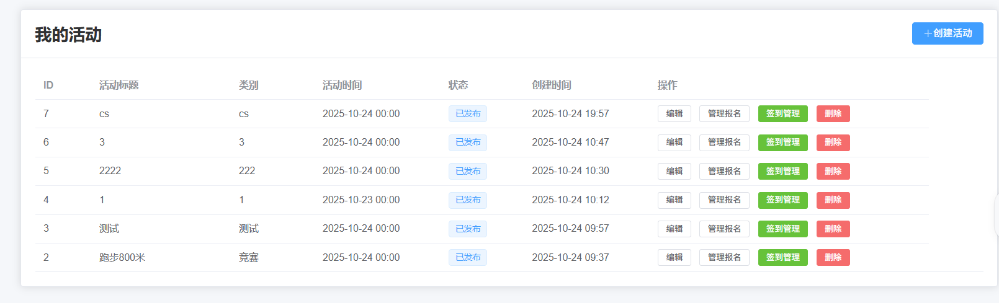 我的活动
+创建活动
ID 活动标题 类别 活动时间 状态 创建时间 操作
7 cs cs 2025-10-24 00:00 已发布 2025-10-24 19:57 编辑 管理报名 签到管理 删除
6 3 3 2025-10-24 00:00 已发布 2025-10-24 10:47 编辑 管理报名 签到管理 删除
5 2222 222 2025-10-24 00:00 已发布 2025-10-24 10:30 编辑 管理报名 签到管理 删除
4 1 1 2025-10-23 00:00 已发布 2025-10-24 10:12 编辑 管理报名 签到管理 删除
3 测试 测试 2025-10-24 00:00 已发布 2025-10-24 09:57 编辑 管理报名 签到管理 删除
2 跑步800米 竞赛 2025-10-24 00:00 已发布 2025-10-24 09:37 编辑 管理报名 签到管理 删除